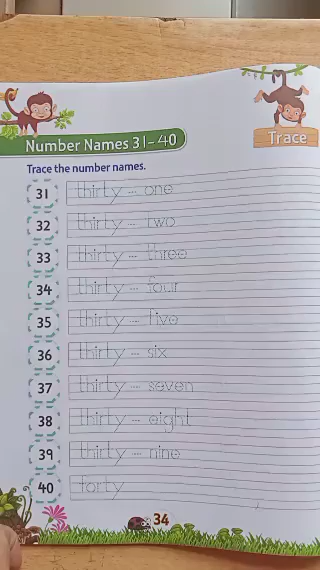 Number Names 31-40
Trace
Trace the number names.
31 thirty - one
32 thirty - two
33 thirty - three
34 thirty - four
35 thirty - five
36 thirty - six
37 thirty - seven
38 thirty - eight
39 thirty - nine
40 forty
34